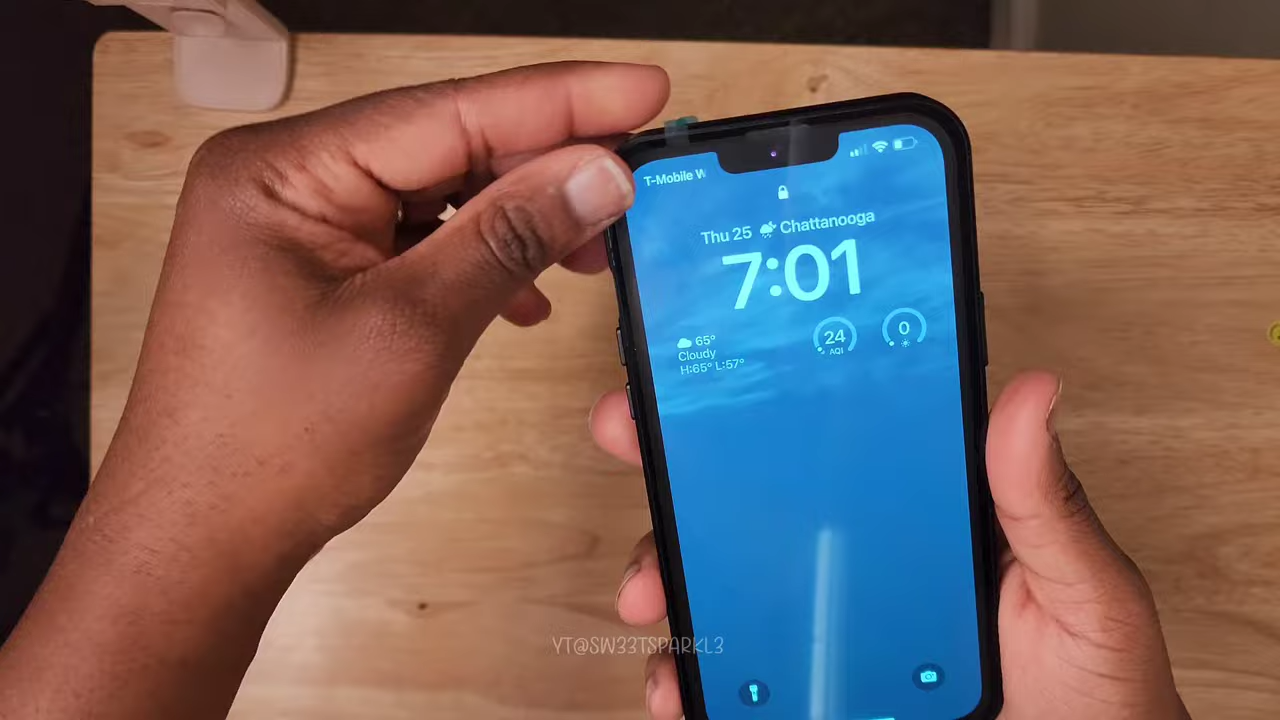 T-Mobile W
Thu 25 Chattanooga
7:01
65°
Cloudy
H:65° L:57°
24
AQI
0
YT@SW33TSPARKL3